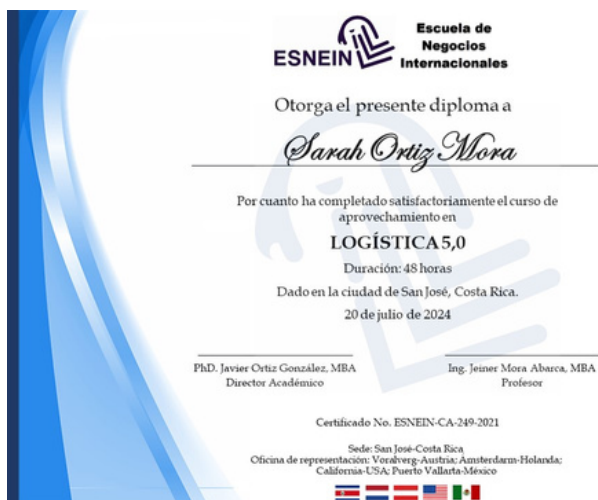 ESNEIN
Escuela de
Negocios
Internacionales
Otorga el presente diploma a
Sarah Ortiz Mora
Por cuanto ha completado satisfactoriamente el curso de
aprovechamiento en
LOGÍSTICA 5,0
Duración: 48 horas
Dado en la ciudad de San José, Costa Rica.
20 de julio de 2024
PhD. Javier Ortiz González, MBA
Director Académico
Ing. Jeiner Mora Abarca, MBA
Profesor
Certificado No. ESNEIN-CA-249-2021
Sede: San José-Costa Rica
Oficina de representación: Voralverg-Austria; Amsterdam-Holanda;
California-USA; Puerto Vallarta-México